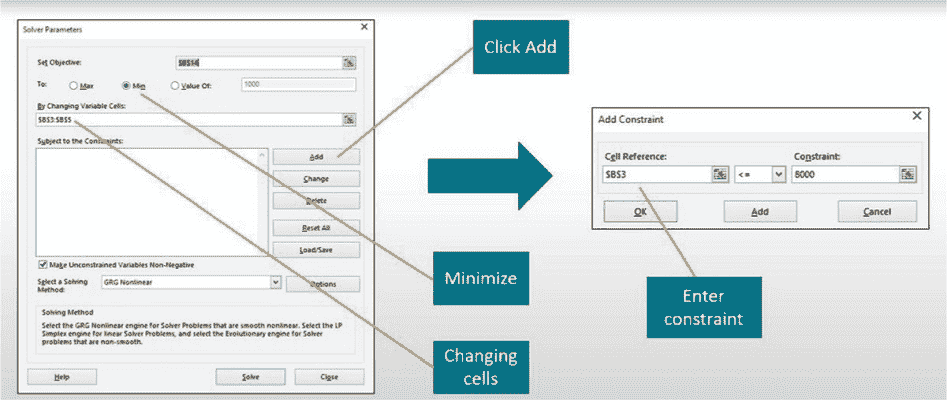 Solver Parameters
Set Objective:
To:
Max
Min
Value Of:
1000
By Changing Variable Cells:
$B$3:$B$5
Subject to the Constraints:
Add
Change
Delete
Reset All
Load/Save
Make Unconstrained Variables Non-Negative
Select a Solving
Method:
GRG Nonlinear
Options
Solving Method
Select the GRG Nonlinear engine for Solver Problems that are smooth nonlinear. Select the LP
Simplex engine for linear Solver Problems, and select the Evolutionary engine for Solver
problems that are non-smooth.
Help
Solve
Close
Click Add
Minimize
Changing
cells
Add Constraint
Cell Reference:
Constraint:
$B$3
<=
OK
Add
Cancel
Enter
constraint